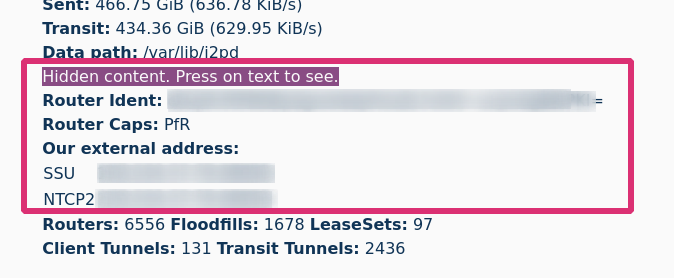 Sent: 466.75 GiB (636.78 KiB/s)
Transit: 434.36 GiB (629.95 KiB/s)
Data path: /var/lib/i2pd
Hidden content. Press on text to see.
Router Ident: =
Router Caps: PfR
Our external address:
SSU
NTCP2
Routers: 6556 Floodfills: 1678 LeaseSets: 97
Client Tunnels: 131 Transit Tunnels: 2436